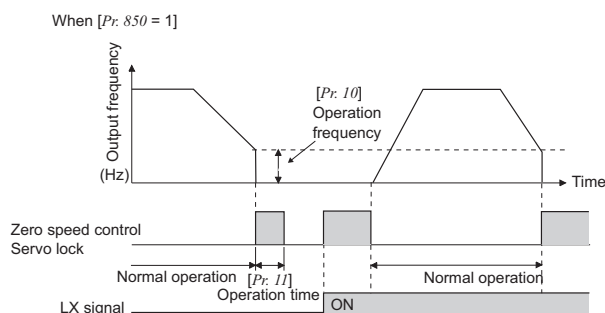 When [Pr. 850 = 1]
Output frequency
(Hz)
[Pr. 10]
Operation
frequency
Time
Zero speed control
Servo lock
Normal operation
[Pr. 11]
Operation time
Normal operation
LX signal
ON